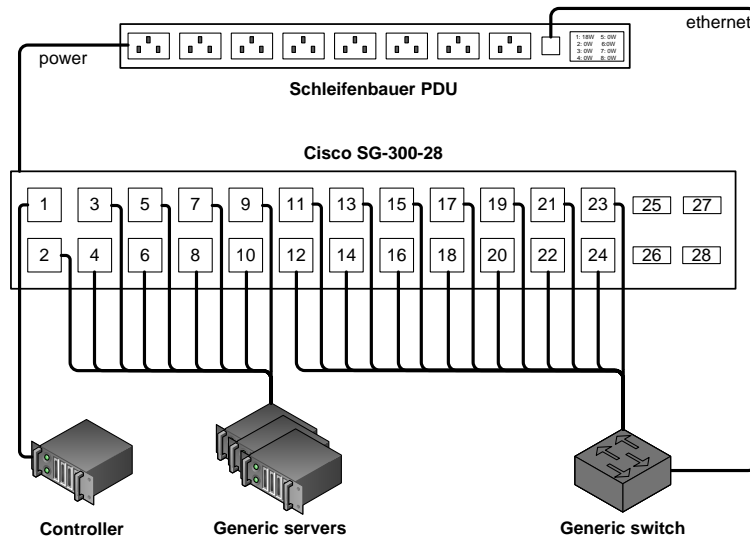 ethernet
power
1: 18W 5: 0W
2: 0W 6:0W
3: 0W 7: 0W
4: 0W 8: 0W
Schleifenbauer PDU
Cisco SG-300-28
1 3 5 7 9 11 13 15 17 19 21 23 25 27
2 4 6 8 10 12 14 16 18 20 22 24 26 28
Controller
Generic servers
Generic switch